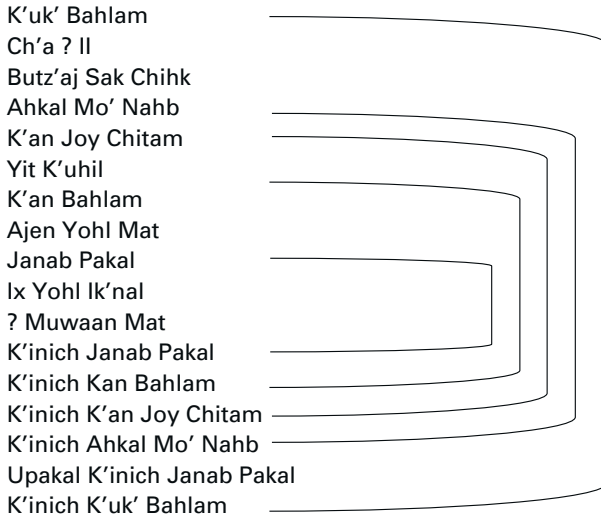 K’uk’ Bahlam
Ch’a ? II
Butz’aj Sak Chihk
Ahkal Mo’ Nahb
K’an Joy Chitam
Yit K’uhil
K’an Bahlam
Ajen Yohl Mat
Janab Pakal
Ix Yohl Ik’nal
? Muwaan Mat
K’inich Janab Pakal
K’inich Kan Bahlam
K’inich K’an Joy Chitam
K’inich Ahkal Mo’ Nahb
Upakal K’inich Janab Pakal
K’inich K’uk’ Bahlam